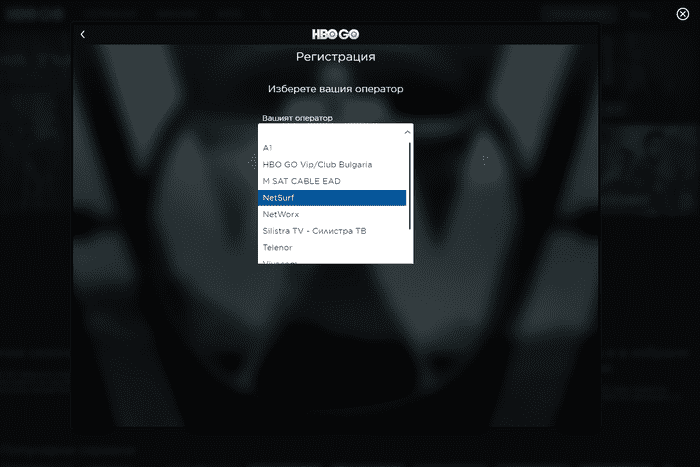 HBO GO
Регистрация
Изберете вашия оператор
Вашият оператор
A1
HBO GO Vip/Club Bulgaria
M SAT CABLE EAD
NetSurf
NetWorx
Silistra TV - Силистра ТВ
Telenor